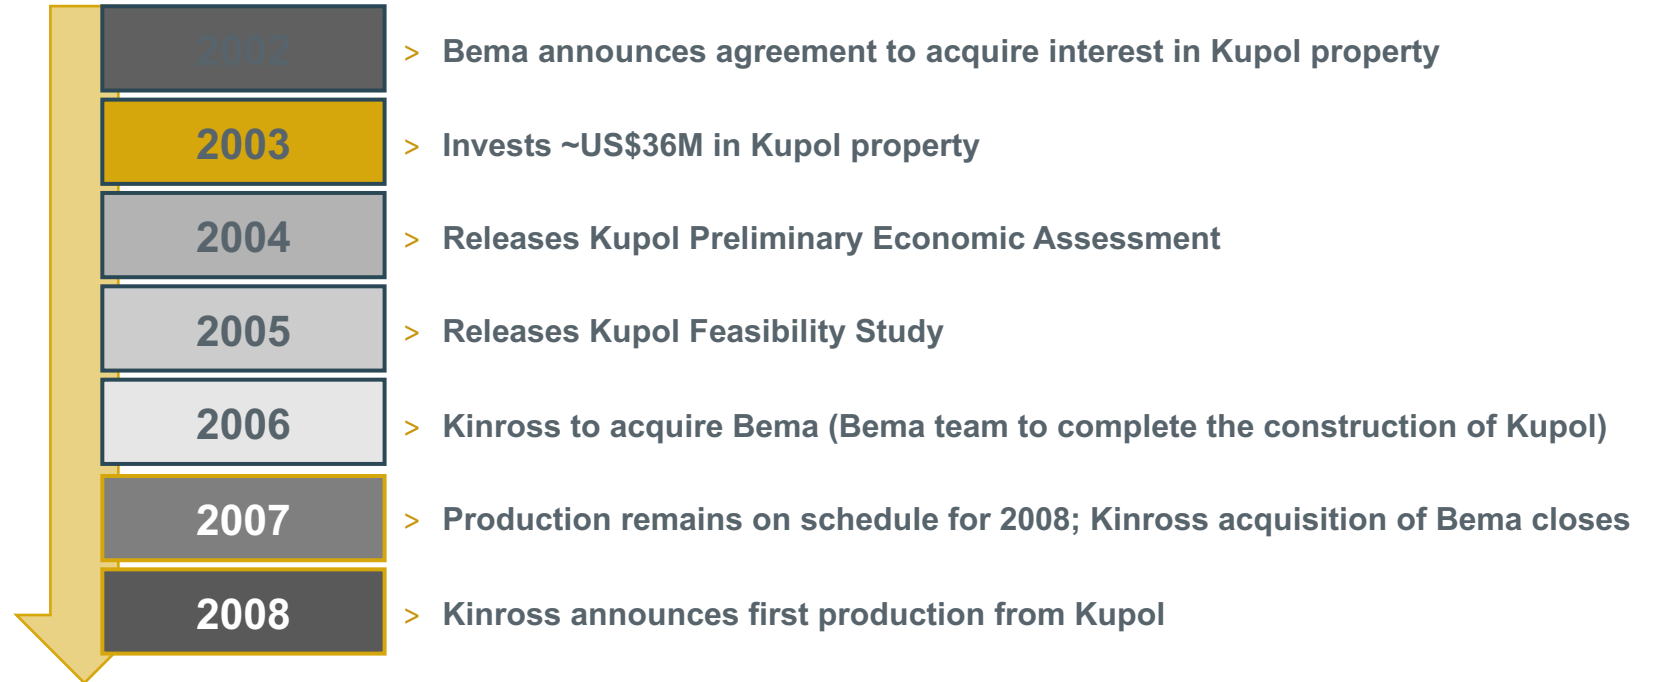 2002
> Bema announces agreement to acquire interest in Kupol property
2003
> Invests ~US$36M in Kupol property
2004
> Releases Kupol Preliminary Economic Assessment
2005
> Releases Kupol Feasibility Study
2006
> Kinross to acquire Bema (Bema team to complete the construction of Kupol)
2007
> Production remains on schedule for 2008; Kinross acquisition of Bema closes
2008
> Kinross announces first production from Kupol